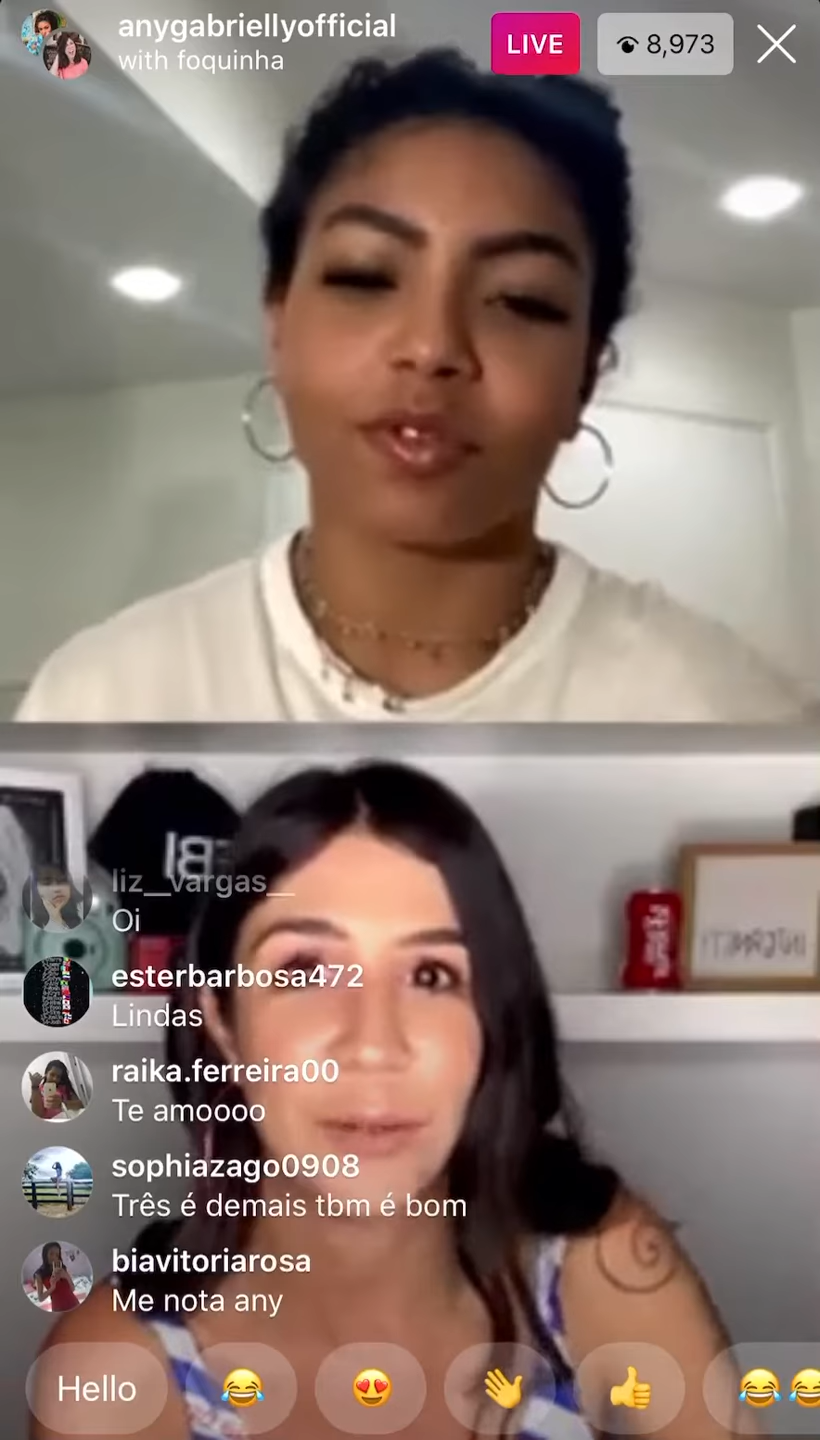 anygabriellyofficial
with foquinha
LIVE
8,973
liz__vargas__
Oi
esterbarbosa472
Lindas
raika.ferreira00
Te amoooo
sophiazago0908
Três é demais tbm é bom
biavitoriarosa
Me nota any
Hello